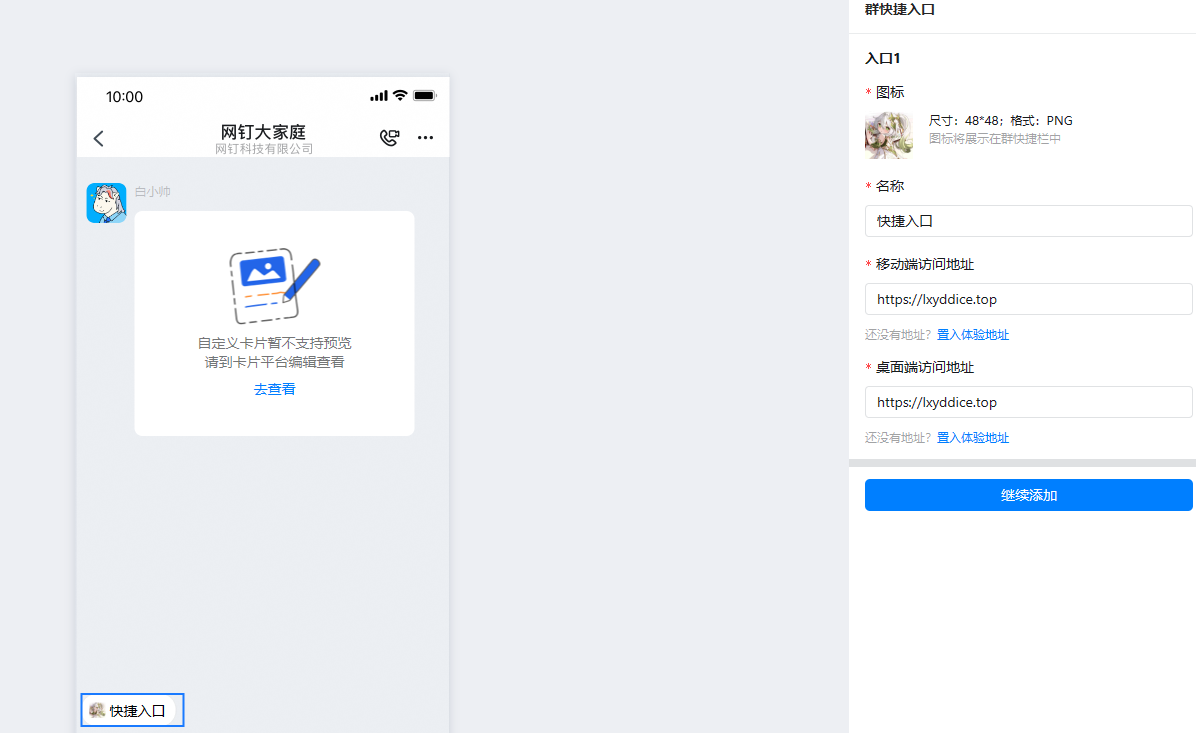 10:00
网钉大家庭
网钉科技有限公司
白小帅
自定义卡片暂不支持预览
请到卡片平台编辑查看
去查看
快捷入口
群快捷入口
入口1
* 图标
尺寸：48*48；格式：PNG
图标将展示在群快捷栏中
* 名称
快捷入口
* 移动端访问地址
https://lxyddice.top
还没有地址？ 置入体验地址
* 桌面端访问地址
https://lxyddice.top
还没有地址？ 置入体验地址
继续添加